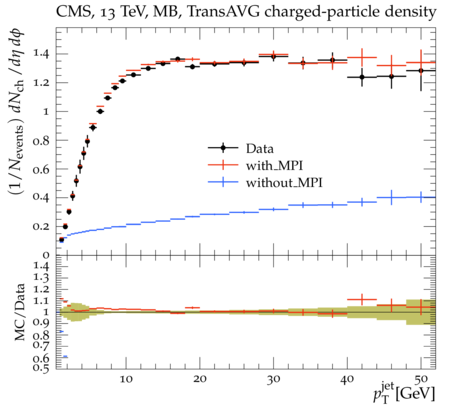 CMS, 13 TeV, MB, TransAVG charged-particle density
(1/N_events) dN_ch/dη dϕ
1.4
1.2
1
0.8
0.6
0.4
0.2
0
Data
with_MPI
without_MPI
MC/Data
1.4
1.3
1.2
1.1
1
0.9
0.8
0.7
0.6
0.5
10 20 30 40 50
p_T^jet [GeV]